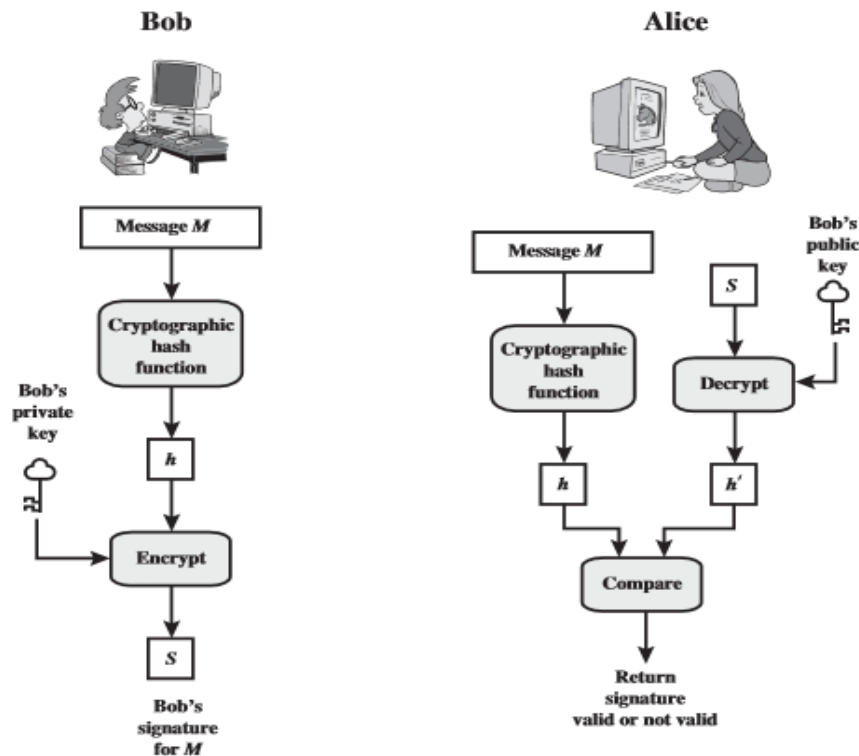 Bob
Message M
Cryptographic
hash
function
Bob's
private
key
h
Encrypt
S
Bob's
signature
for M
Alice
Message M
Bob's
public
key
S
Cryptographic
hash
function
Decrypt
h
h′
Compare
Return
signature
valid or not valid